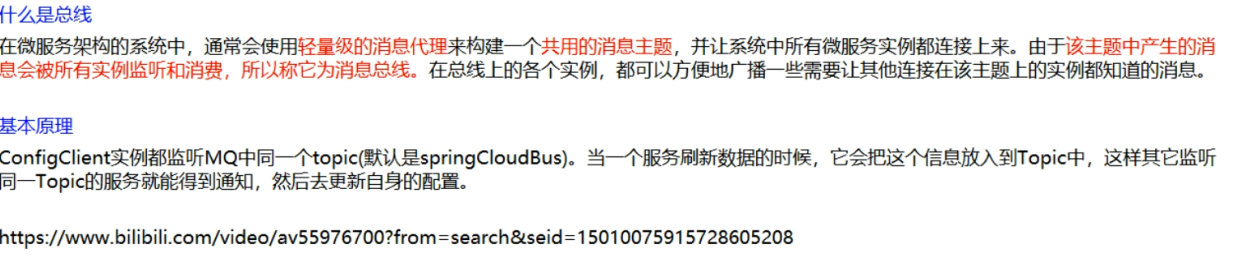 什么是总线
在微服务架构的系统中，通常会使用轻量级的消息代理来构建一个共用的消息主题，并让系统中所有微服务实例都连接上来。由于该主题中产生的消
息会被所有实例监听和消费，所以称它为消息总线。在总线上的各个实例，都可以方便地广播一些需要让其他连接在该主题上的实例都知道的消息。
基本原理
ConfigClient实例都监听MQ中同一个topic(默认是springCloudBus)。当一个服务刷新数据的时候，它会把这个信息放入到Topic中，这样其它监听
同一Topic的服务就能得到通知，然后去更新自身的配置。
https://www.bilibili.com/video/av55976700?from=search&seid=15010075915728605208